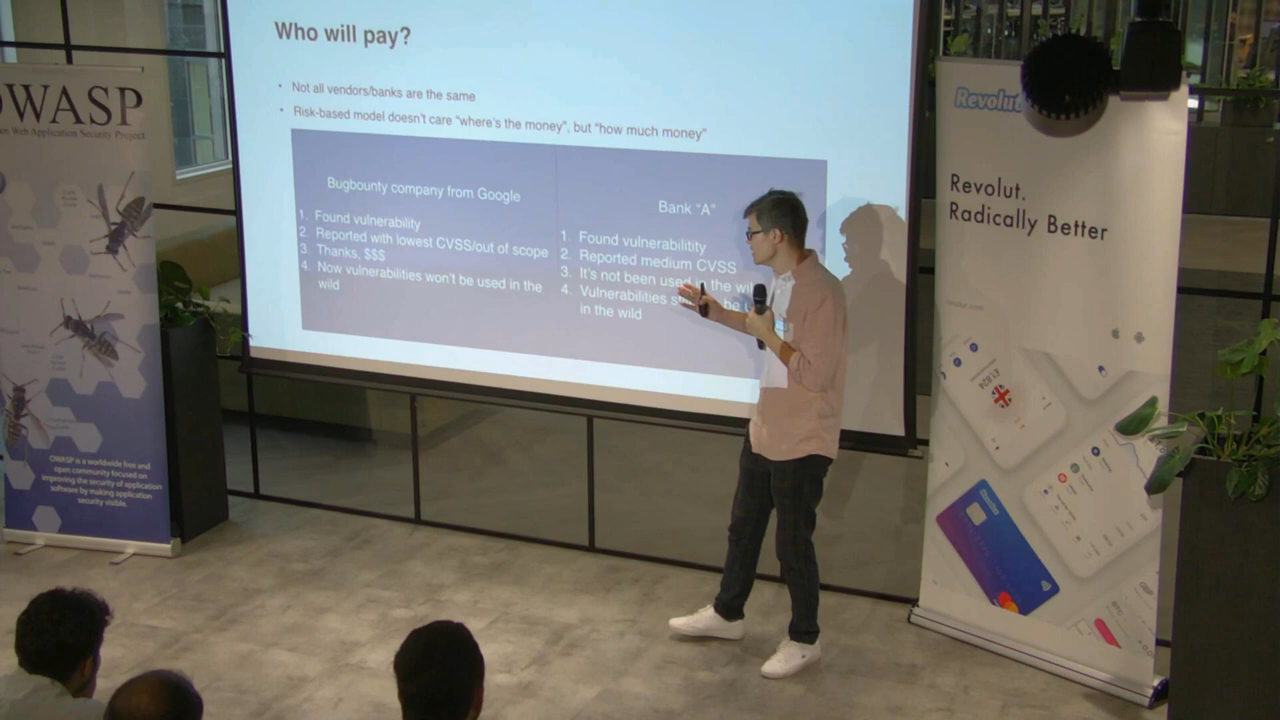 Who will pay?
• Not all vendors/banks are the same
• Risk-based model doesn't care “where's the money”, but “how much money”
Bugbounty company from Google
1. Found vulnerability
2. Reported with lowest CVSS/out of scope
3. Thanks, $$$
4. Now vulnerabilities won't be used in the
wild
Bank “A”
1. Found vulnerabilitity
2. Reported medium CVSS
3. It's not been used in the
4. Vulnerabilities be
in the wild
OWASP
Web Application Security Project
OWASP is a worldwide free and
open community focused on
improving the security of application
software by making application
security visible.
Revolut
Revolut.
Radically Better